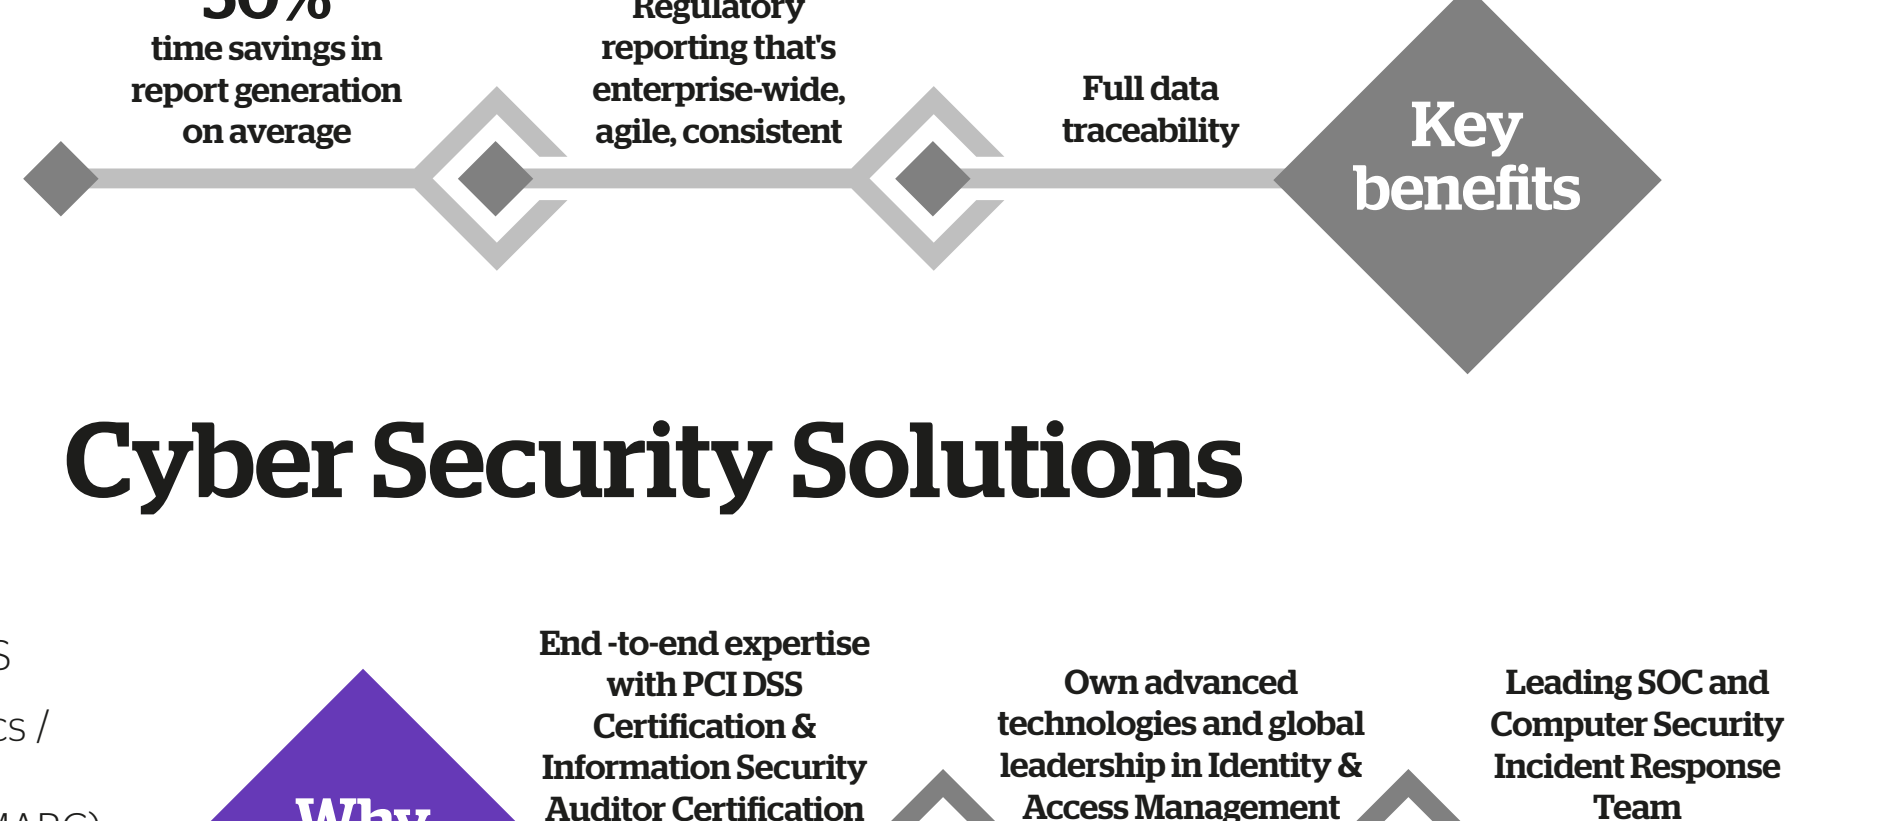 time savings in
report generation
on average
Regulatory
reporting that's
enterprise-wide,
agile, consistent
Full data
traceability
Key
benefits
Cyber Security Solutions
End -to-end expertise
with PCI DSS
Certification &
Information Security
Auditor Certification
Own advanced
technologies and global
leadership in Identity &
Access Management
Leading SOC and
Computer Security
Incident Response
Team
Why